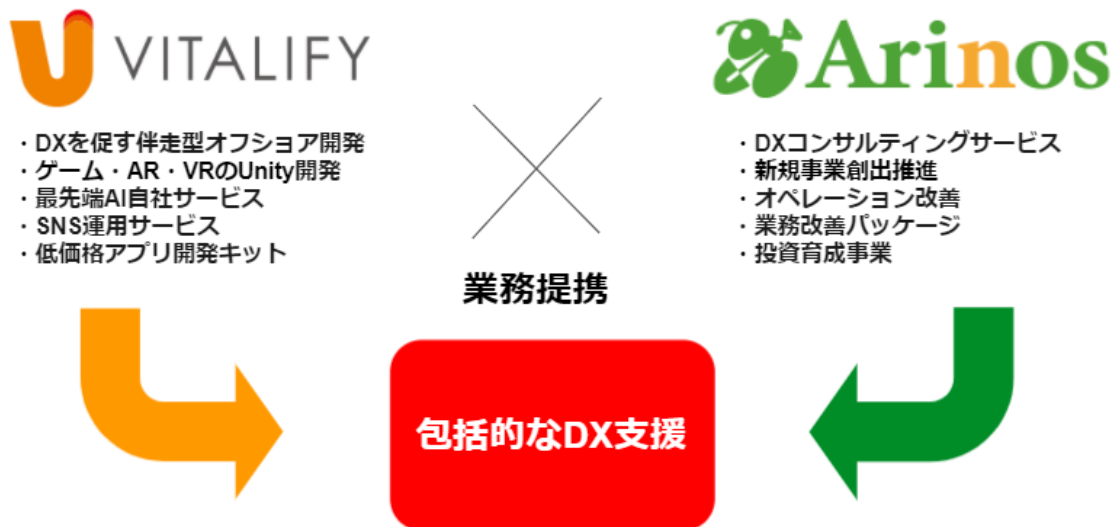 VITALIFY
・DXを促す伴走型オフショア開発
・ゲーム・AR・VRのUnity開発
・最先端AI自社サービス
・SNS運用サービス
・低価格アプリ開発キット
Arinos
・DXコンサルティングサービス
・新規事業創出推進
・オペレーション改善
・業務改善パッケージ
・投資育成事業
業務提携
包括的なDX支援